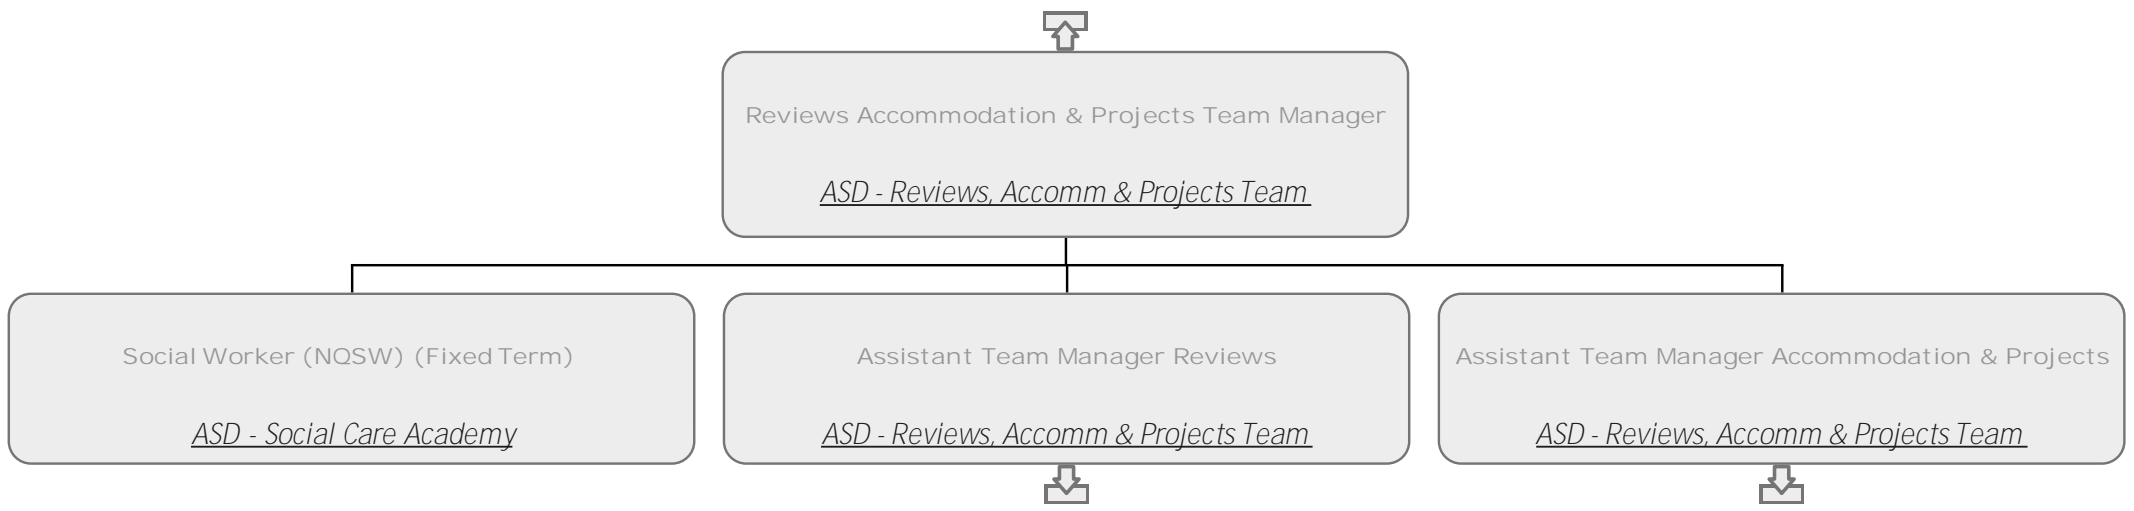 Reviews Accommodation & Projects Team Manager
ASD - Reviews, Accomm & Projects Team
Social Worker (NQSW) (Fixed Term)
ASD - Social Care Academy
Assistant Team Manager Reviews
ASD - Reviews, Accomm & Projects Team
Assistant Team Manager Accommodation & Projects
ASD - Reviews, Accomm & Projects Team